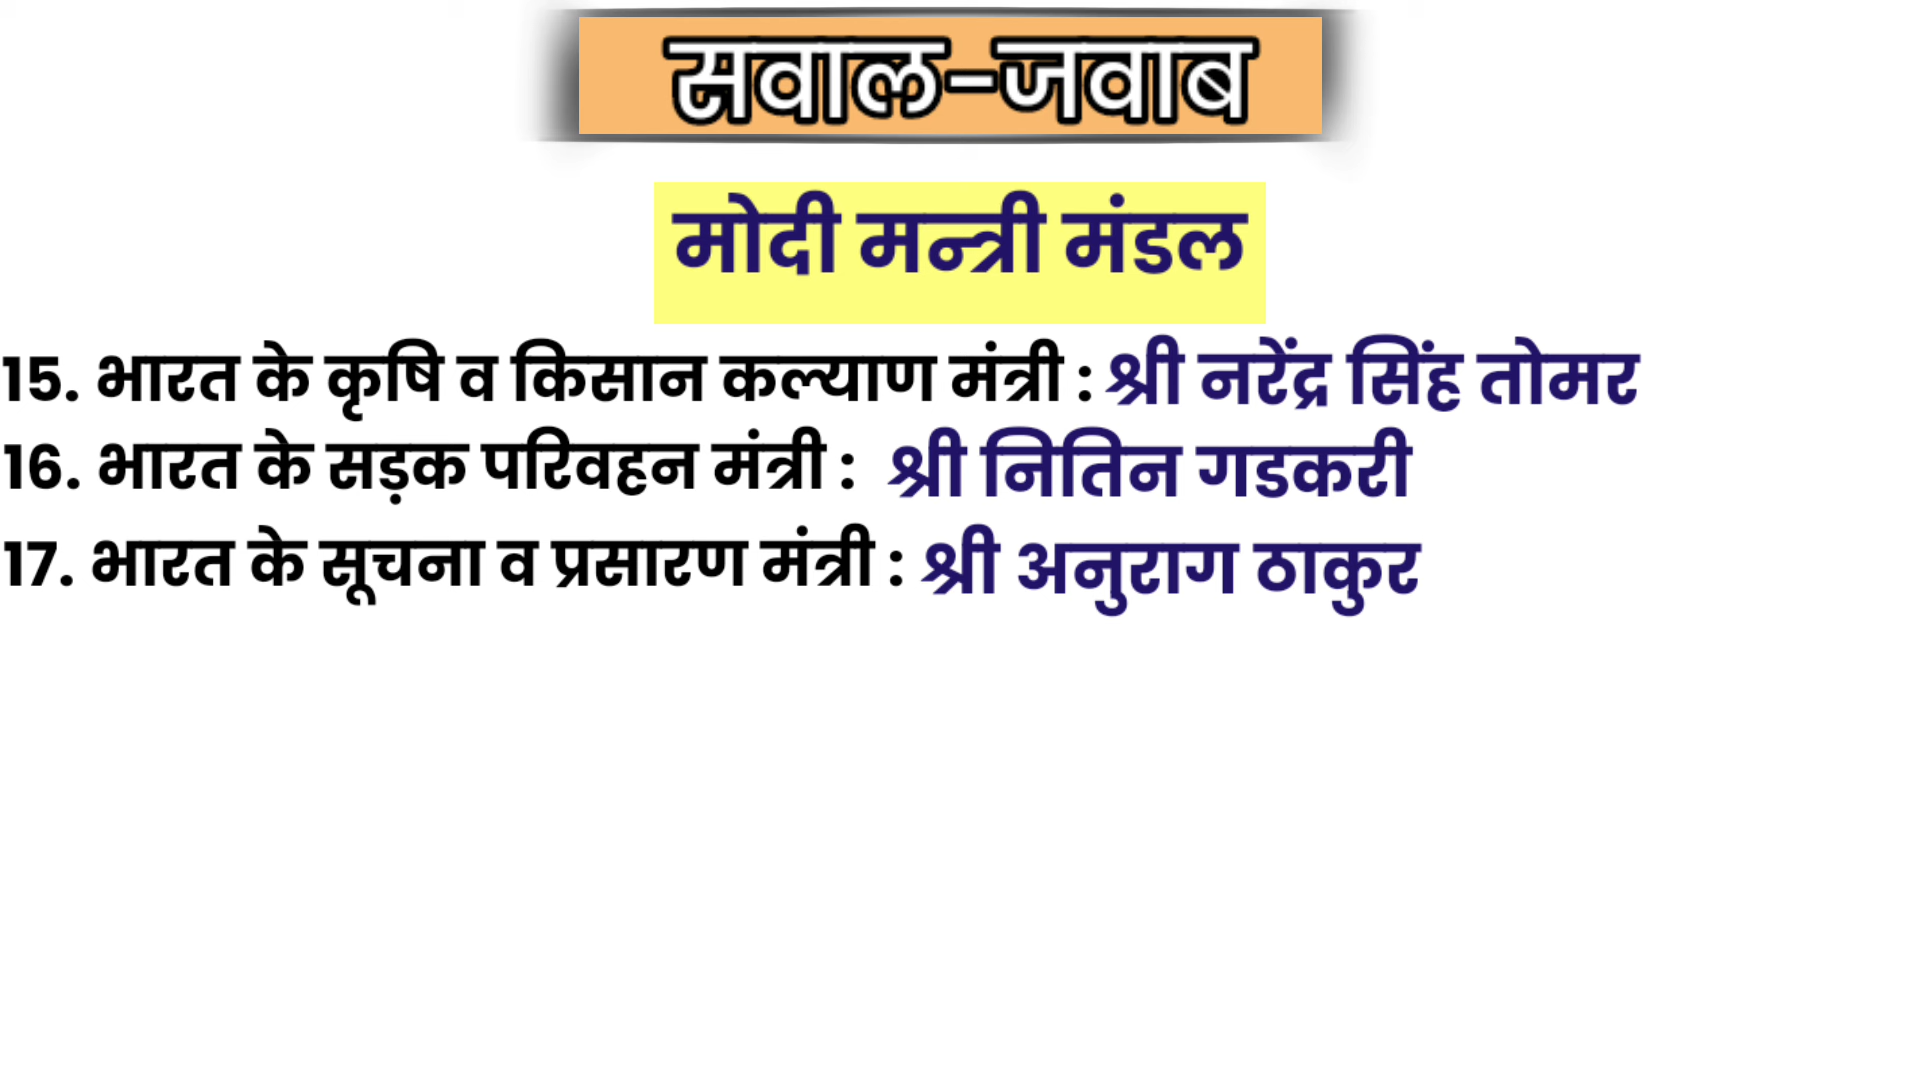 सवाल-जवाब
मोदी मन्त्री मंडल
15. भारत के कृषि व किसान कल्याण मंत्री : श्री नरेंद्र सिंह तोमर
16. भारत के सड़क परिवहन मंत्री : श्री नितिन गडकरी
17. भारत के सूचना व प्रसारण मंत्री : श्री अनुराग ठाकुर